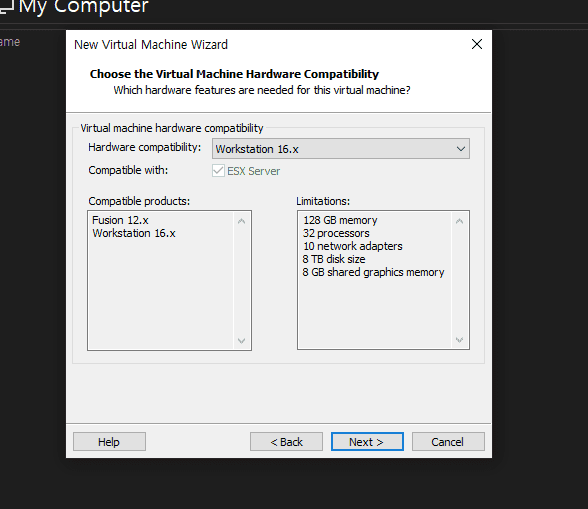 My Computer
ame
New Virtual Machine Wizard
Choose the Virtual Machine Hardware Compatibility
Which hardware features are needed for this virtual machine?
Virtual machine hardware compatibility
Hardware compatibility: Workstation 16.x
Compatible with: ESX Server
Compatible products: Limitations:
Fusion 12.x
Workstation 16.x
128 GB memory
32 processors
10 network adapters
8 TB disk size
8 GB shared graphics memory
Help < Back Next > Cancel